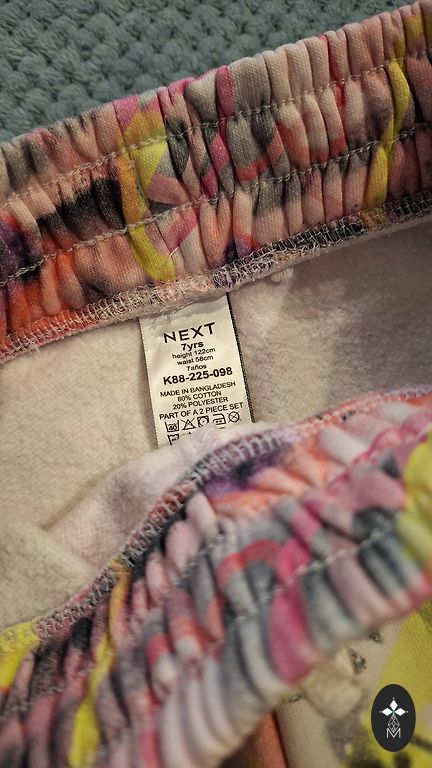 NEXT
7yrs
height 122cm
waist 58cm
7años
K88-225-098
MADE IN BANGLADESH
80% COTTON
20% POLYESTER
PART OF A 2 PIECE SET
40
M